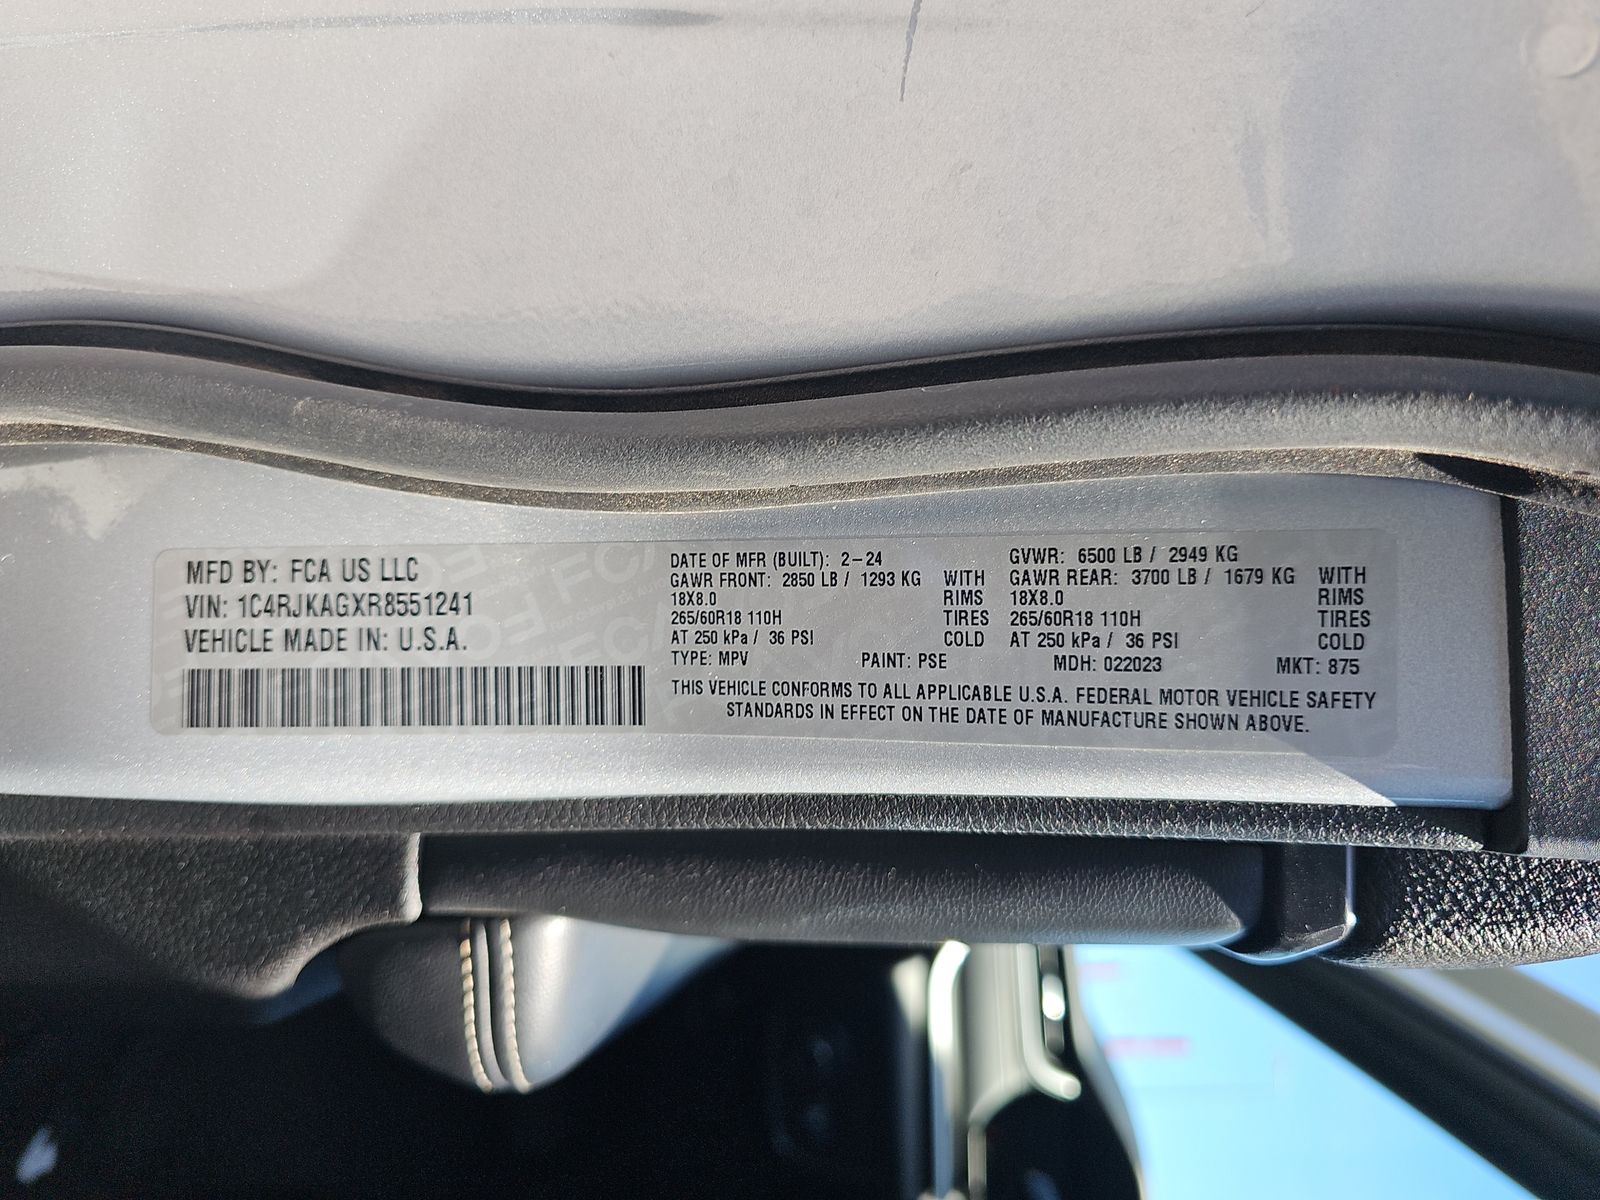 MFD BY: FCA US LLC
VIN: 1C4RJKAGXR8551241
VEHICLE MADE IN: U.S.A.
DATE OF MFR (BUILT): 2-24
GAWR FRONT: 2850 LB / 1293 KG WITH
18X8.0 RIMS
265/60R18 110H TIRES
AT 250 kPa / 36 PSI COLD
GVWR: 6500 LB / 2949 KG
GAWR REAR: 3700 LB / 1679 KG WITH
18X8.0 RIMS
265/60R18 110H TIRES
AT 250 kPa / 36 PSI COLD
TYPE: MPV PAINT: PSE MDH: 022023 MKT: 875
THIS VEHICLE CONFORMS TO ALL APPLICABLE U.S.A. FEDERAL MOTOR VEHICLE SAFETY
STANDARDS IN EFFECT ON THE DATE OF MANUFACTURE SHOWN ABOVE.